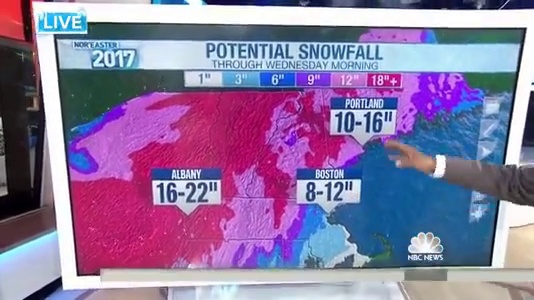 LIVE
NOR'EASTER
2017
POTENTIAL SNOWFALL
THROUGH WEDNESDAY MORNING
1" 3" 6" 9" 12" 18"+
PORTLAND
10-16"
ALBANY
16-22"
BOSTON
8-12"
NBC NEWS